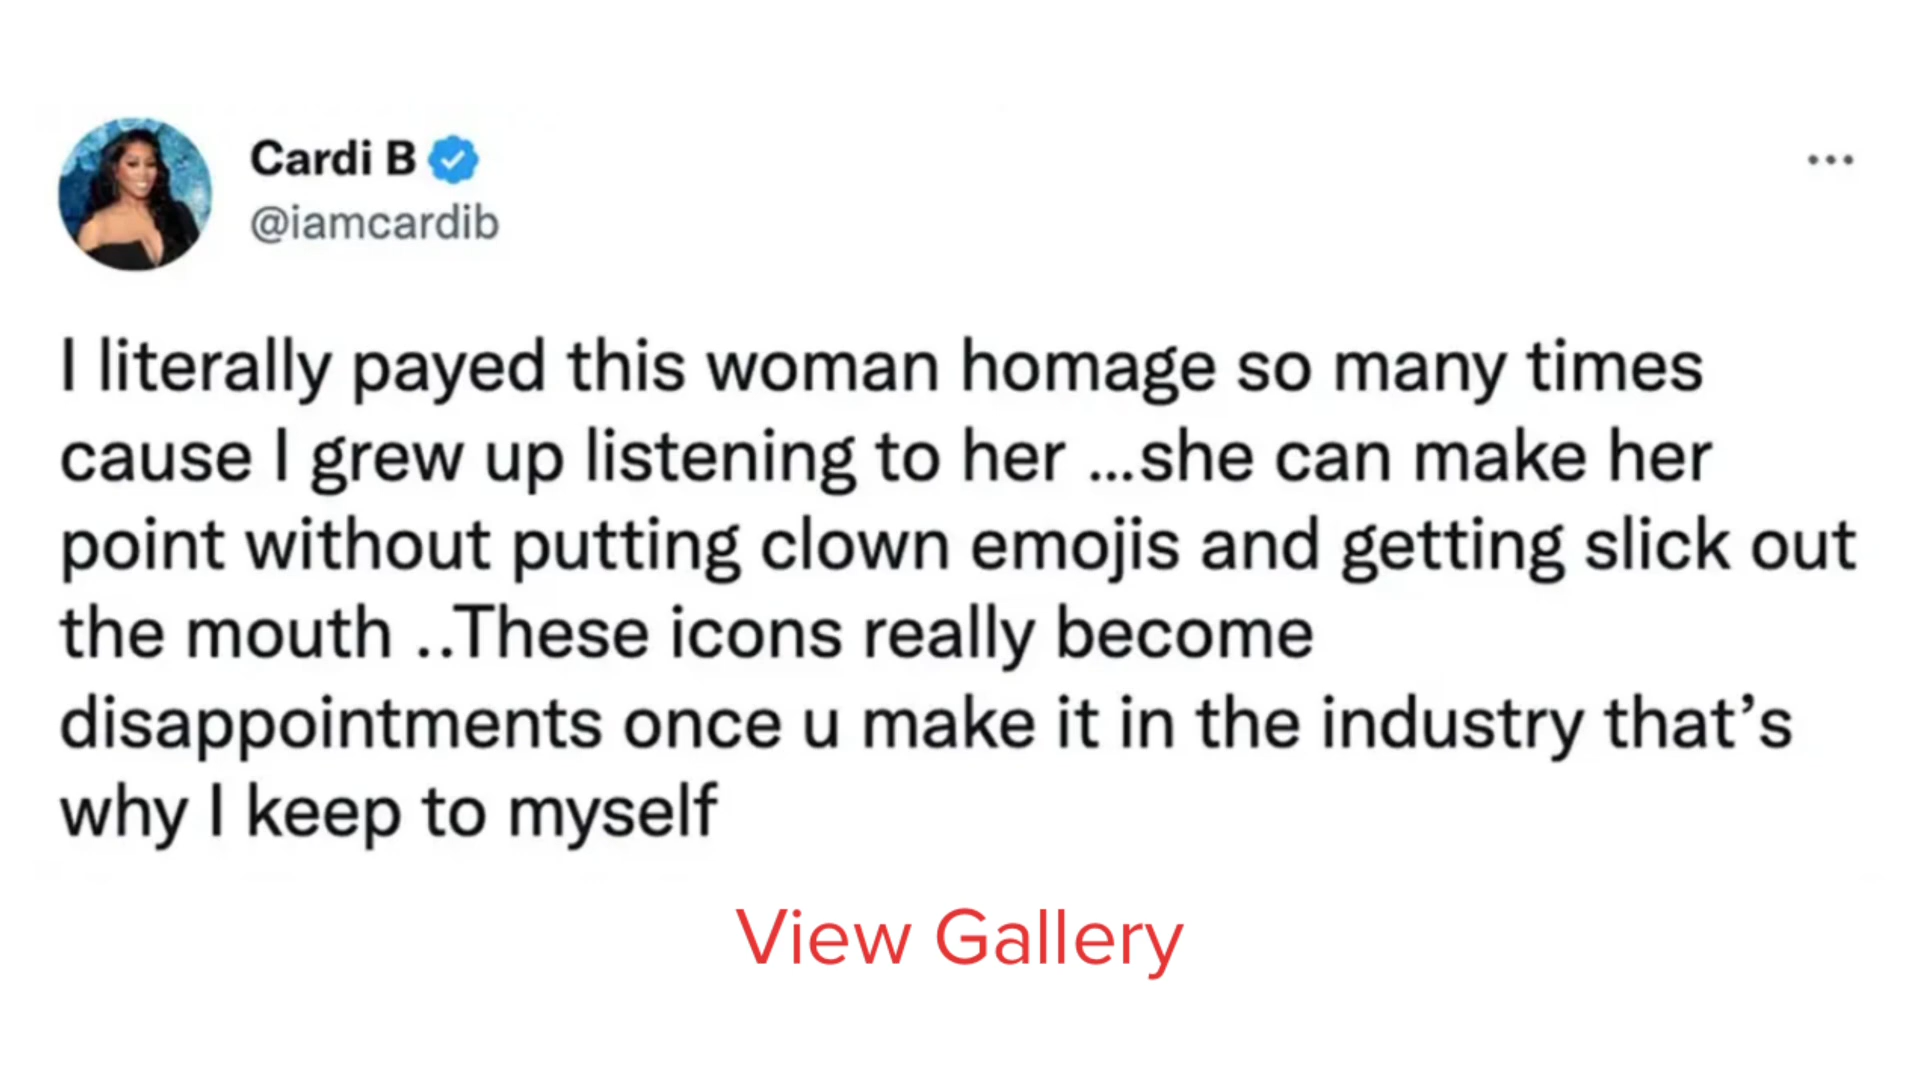 Cardi B
@iamcardib
I literally payed this woman homage so many times
cause I grew up listening to her ...she can make her
point without putting clown emojis and getting slick out
the mouth ..These icons really become
disappointments once u make it in the industry that’s
why I keep to myself
View Gallery